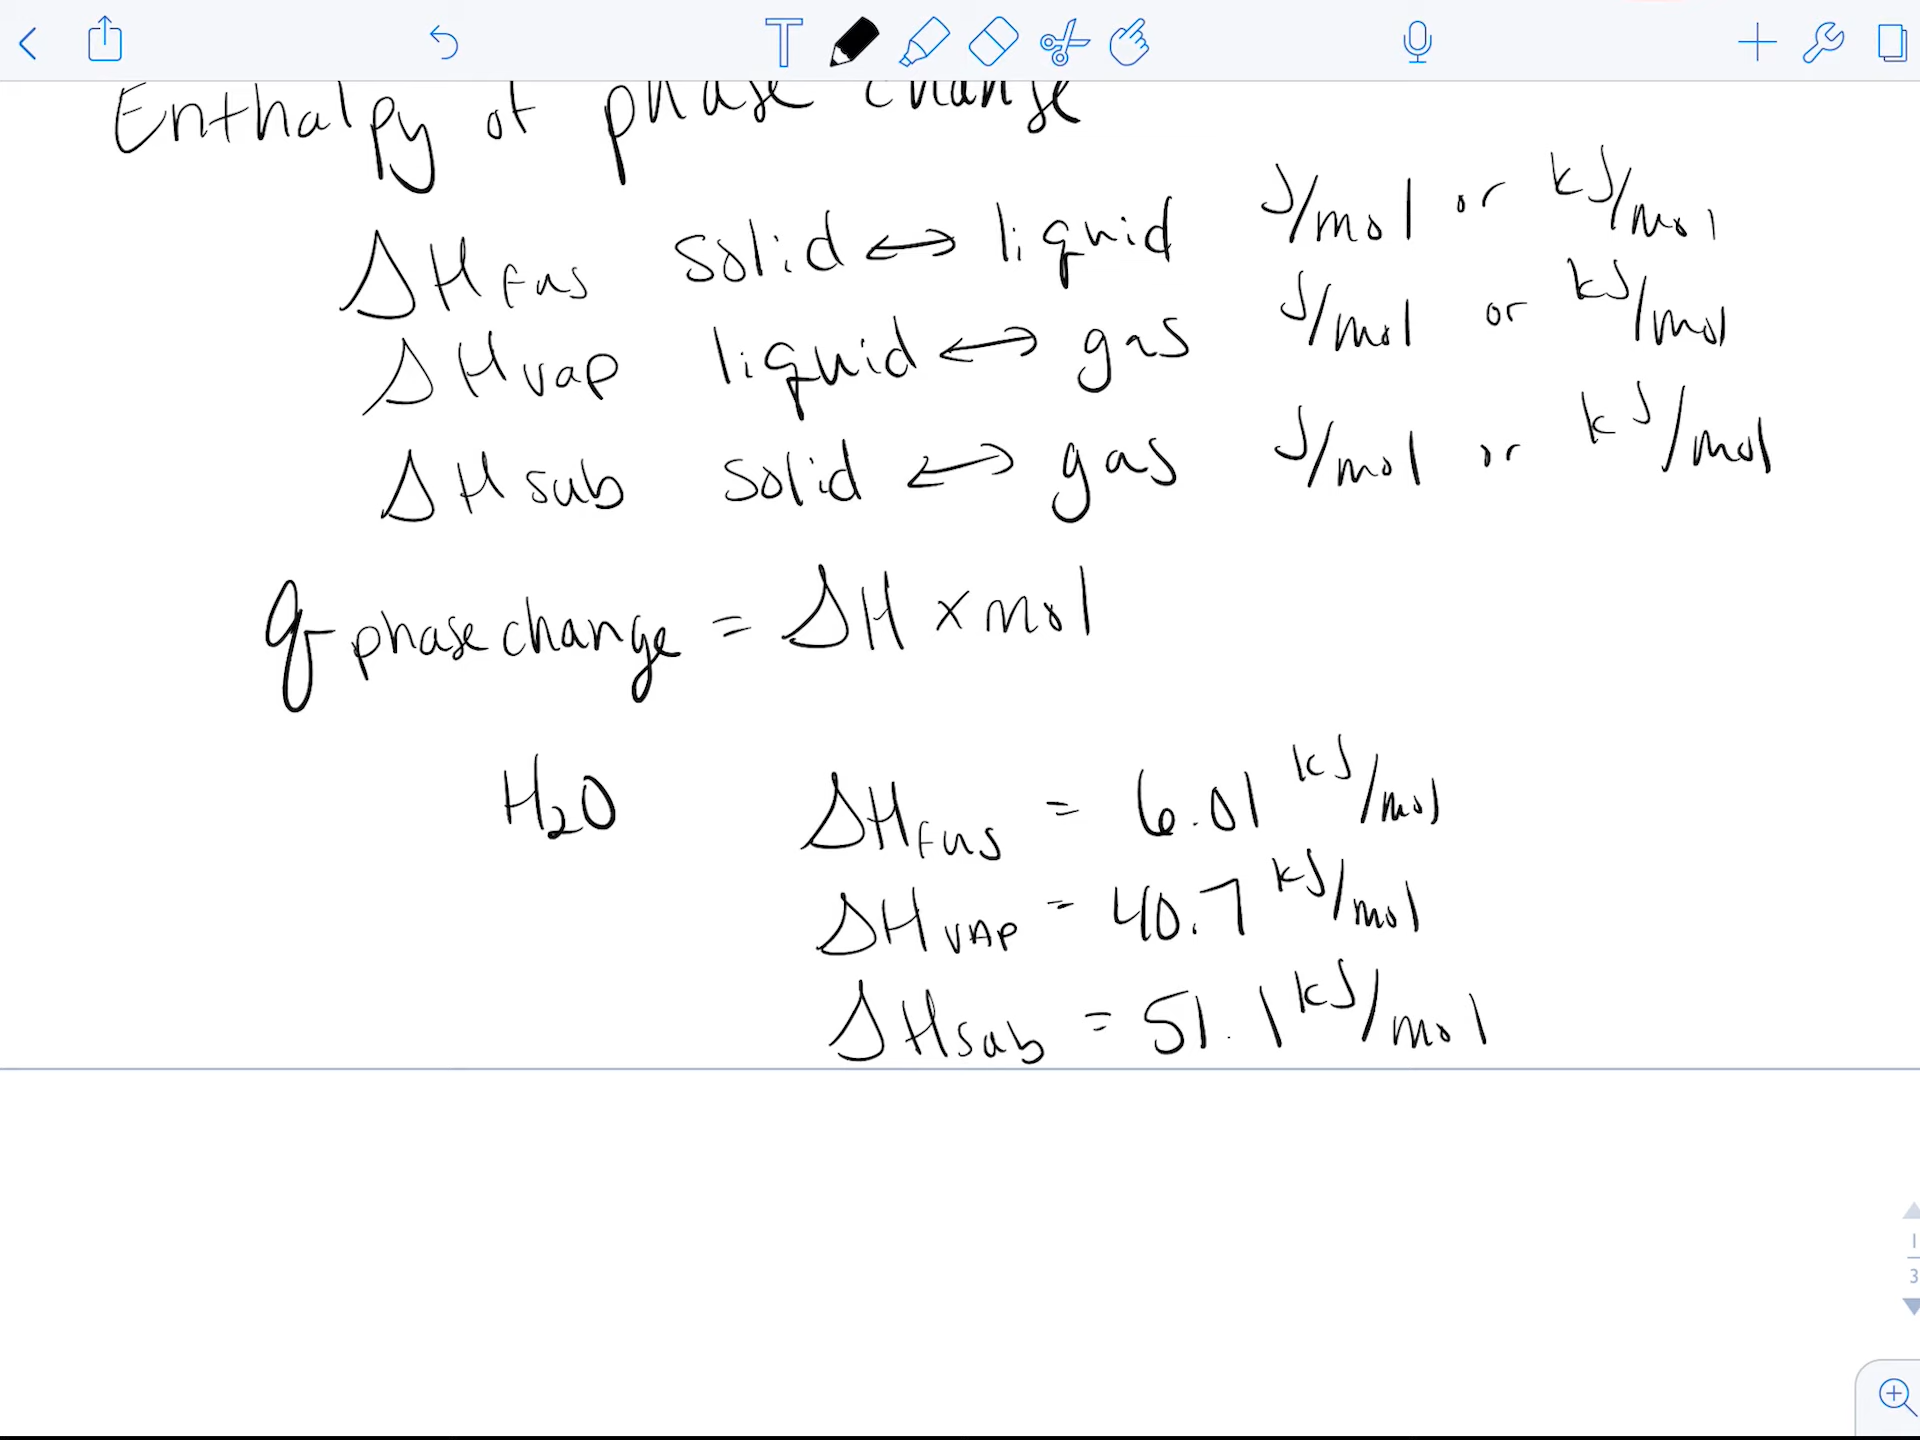 Enthalpy of phase change
ΔH fus solid ↔ liquid J/mol or kJ/mol
ΔH vap liquid ↔ gas J/mol or kJ/mol
ΔH sub solid ↔ gas J/mol or kJ/mol
q phase change = ΔH × mol
H₂O ΔH fus = 6.01 kJ/mol
ΔH VAP = 40.7 kJ/mol
ΔH sub = 51.1 kJ/mol
1
3